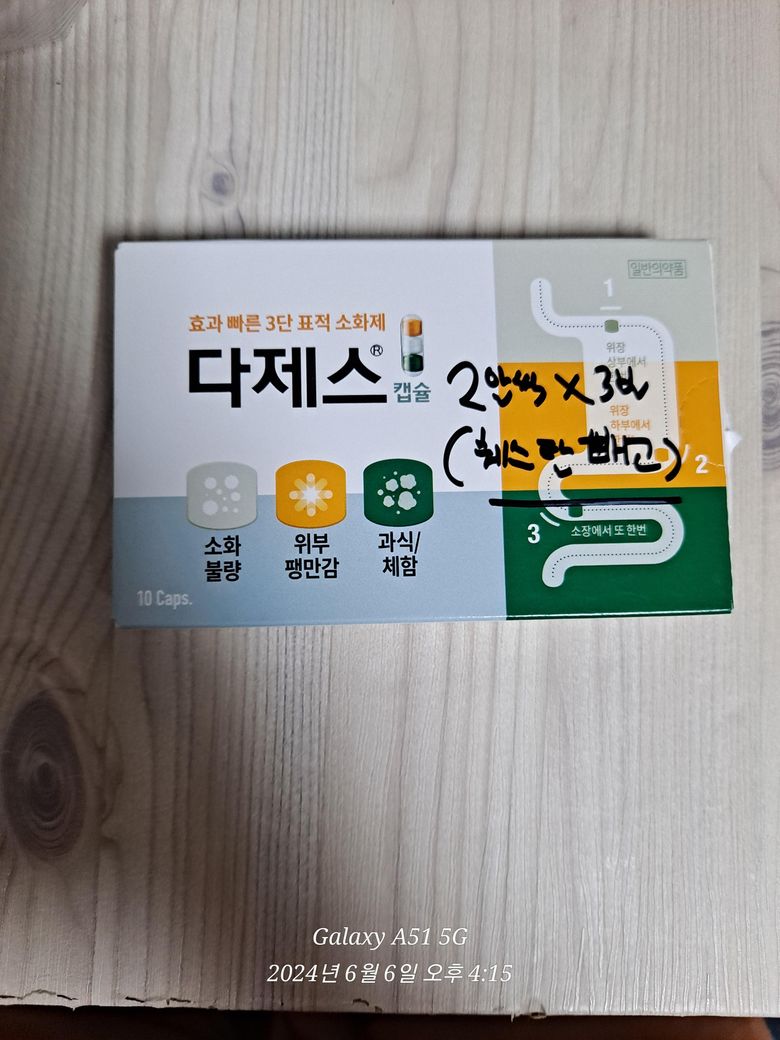 일반의약품
효과 빠른 3단 표적 소화제
다제스®
캡슐
2알씩 X 3번
빼고)
1
위장
상부에서
위장
하부에서
2
3
소장에서 또 한번
소화
불량
위부
팽만감
과식/
체함
10 Caps.
Galaxy A51 5G
2024년 6월 6일 오후 4:15